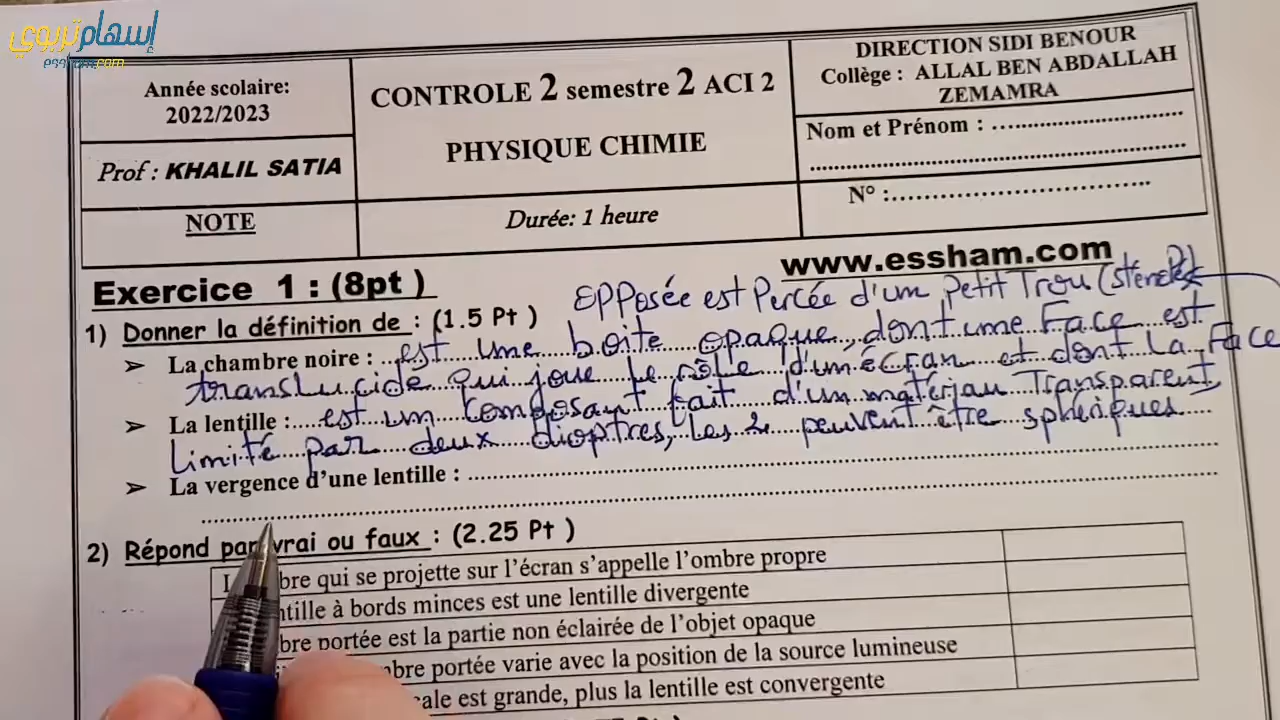 إسهام تربوي
essham.com
Année scolaire:
2022/2023
Prof : KHALIL SATIA
NOTE
CONTROLE 2 semestre 2 ACI 2
PHYSIQUE CHIMIE
Durée: 1 heure
DIRECTION SIDI BENOUR
Collège : ALLAL BEN ABDALLAH
ZEMAMRA
Nom et Prénom :
N° :
www.essham.com
Exercice 1 : (8pt )
opposée est Percée d'un Petit Trou (sténopé)
1) Donner la définition de : (1.5 Pt )
➢ La chambre noire : est une boite opaque, dont une Face est
translucide qui joue le rôle d'un écran et dont la Face
➢ La lentille : est un composant fait d'un matériau Transparent
Limité par deux dioptres, les 2 peuvent être sphériques
➢ La vergence d'une lentille :
2) Répond par vrai ou faux : (2.25 Pt )
bre qui se projette sur l'écran s'appelle l'ombre propre
ntille à bords minces est une lentille divergente
bre portée est la partie non éclairée de l'objet opaque
mbre portée varie avec la position de la source lumineuse
cale est grande, plus la lentille est convergente